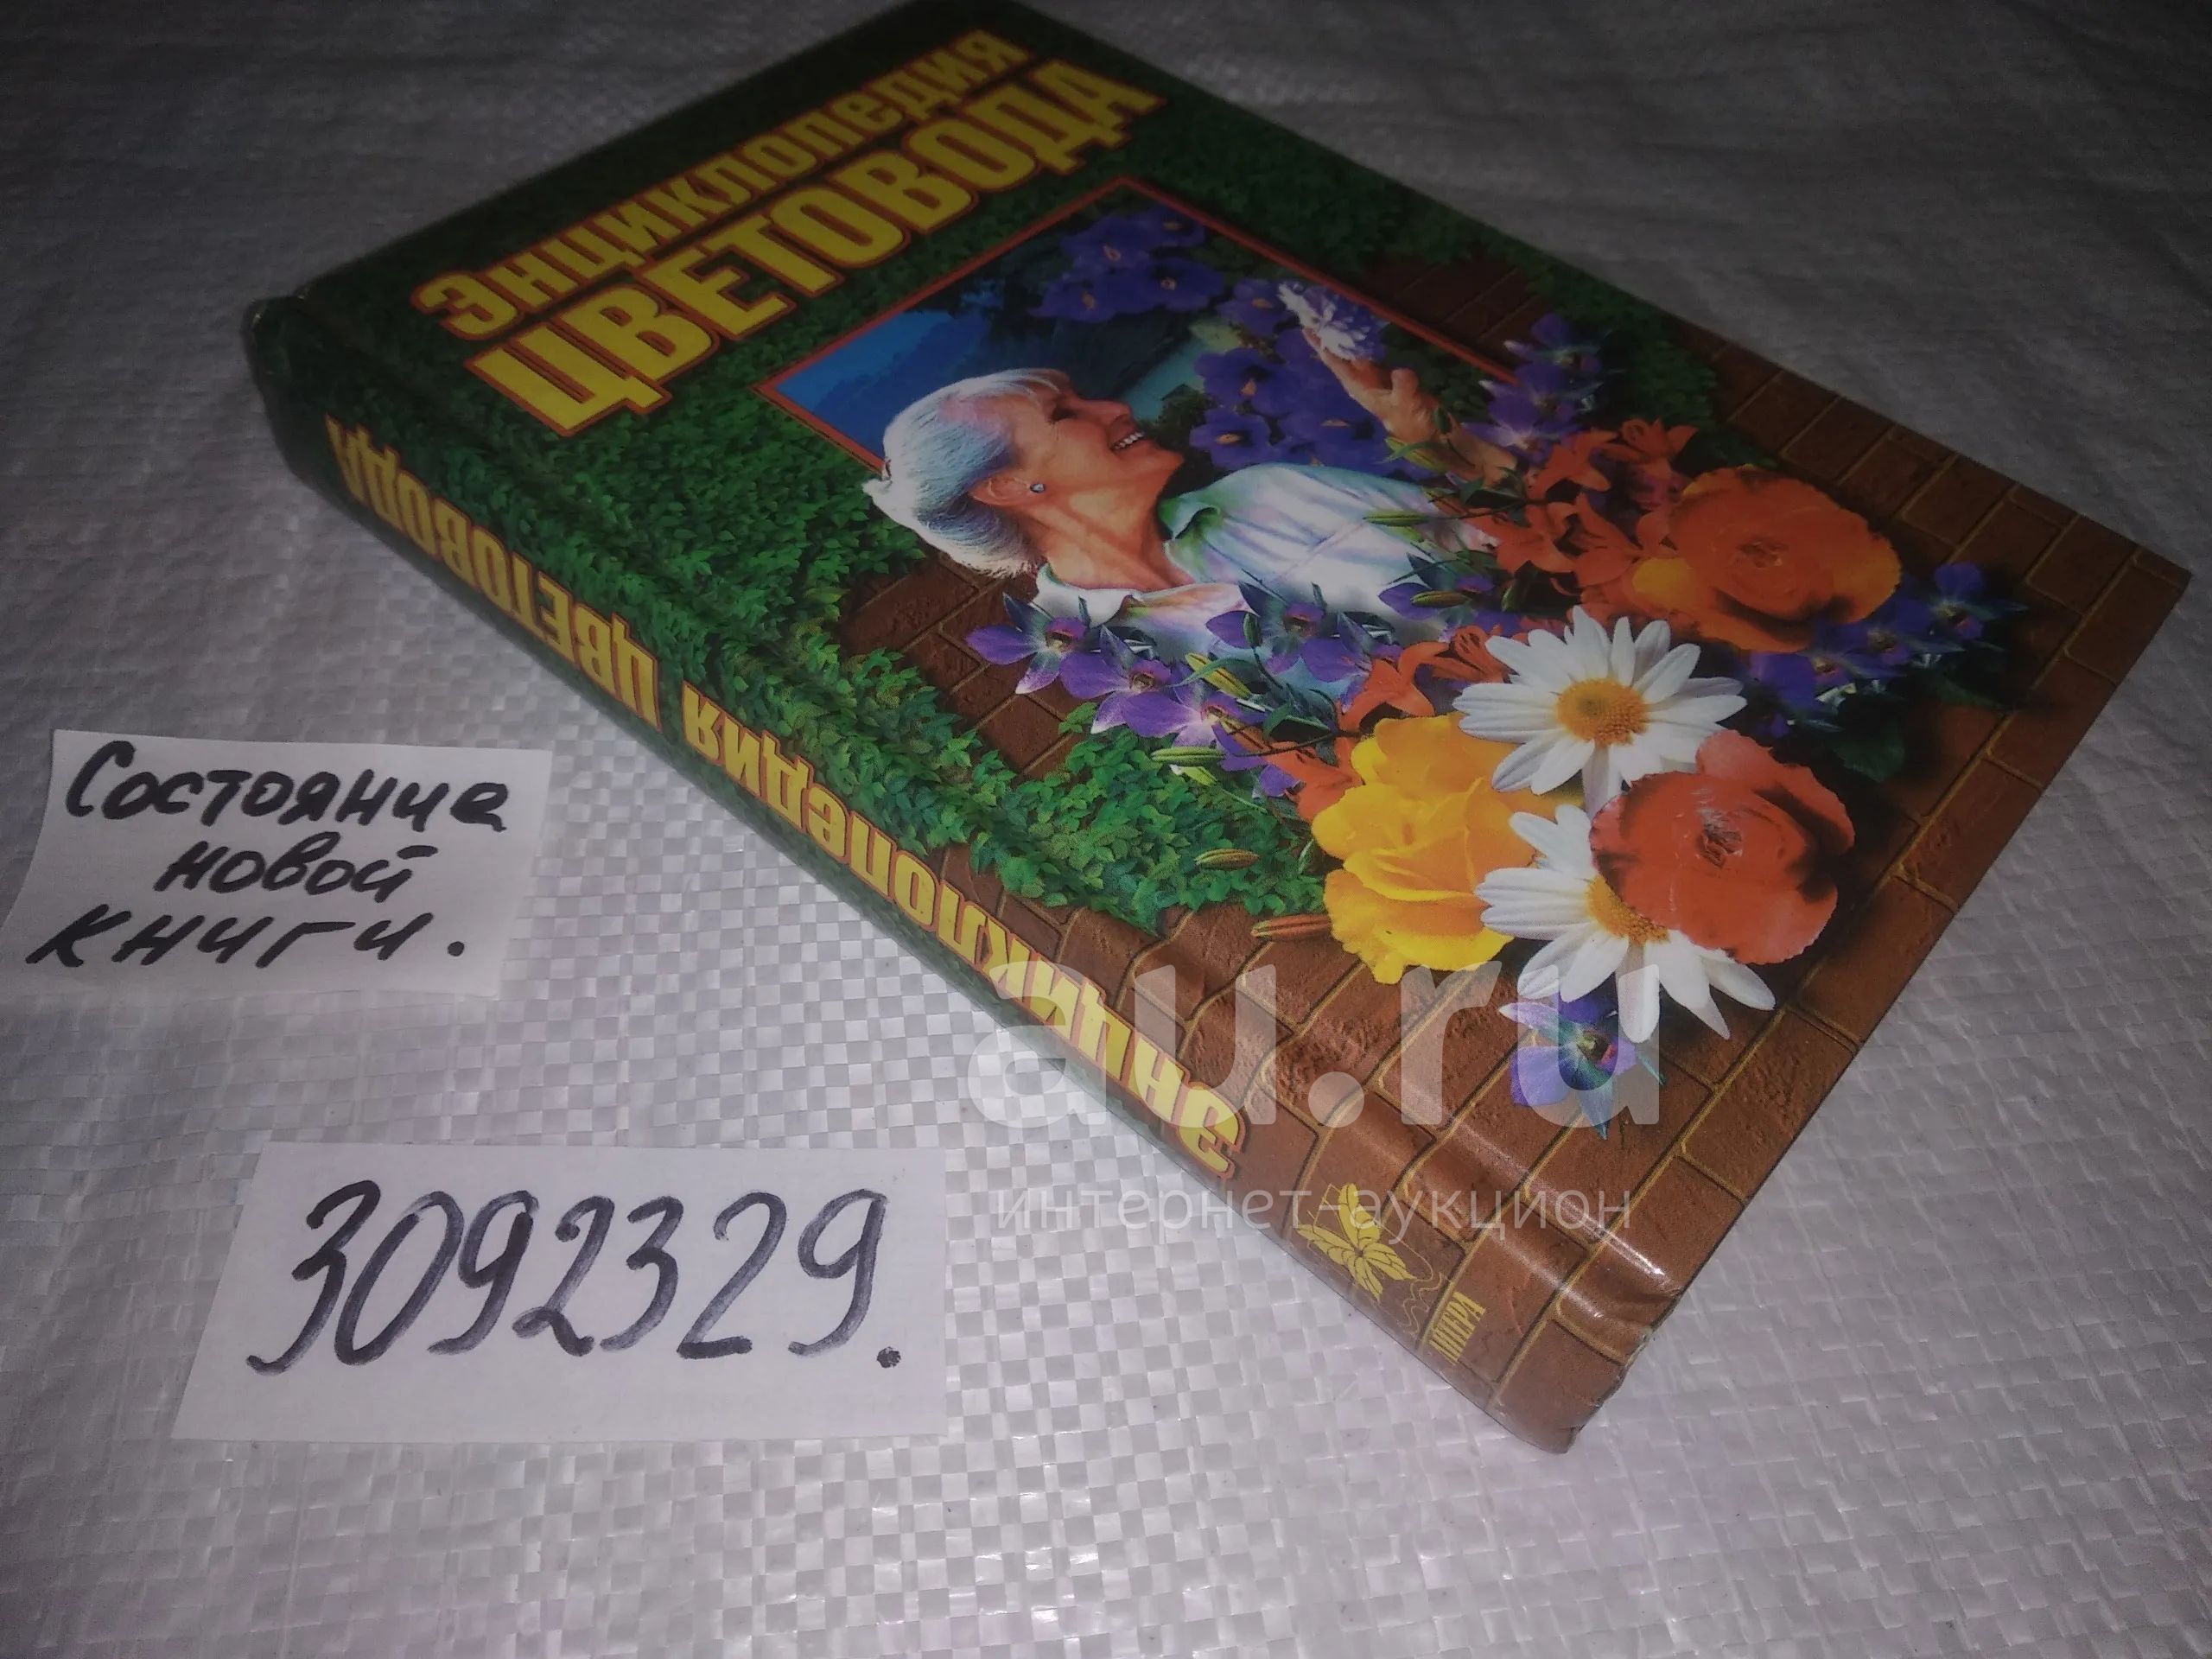 Энциклопедия
ЦВЕТОВОДА
ЭНЦИКЛОПЕДИЯ ЦВЕТОВОДА
Состояние
новой
книги.
3092329.
au.ru
интернет-аукцион